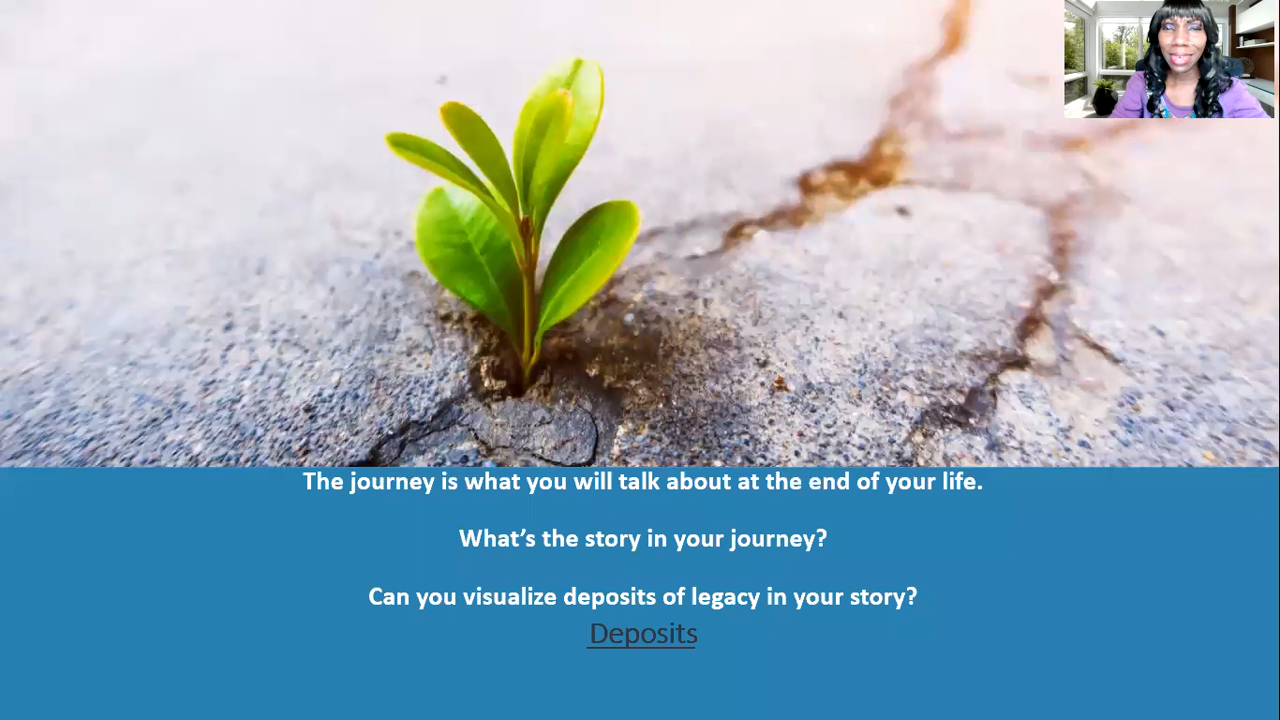 The journey is what you will talk about at the end of your life.
What’s the story in your journey?
Can you visualize deposits of legacy in your story?
Deposits